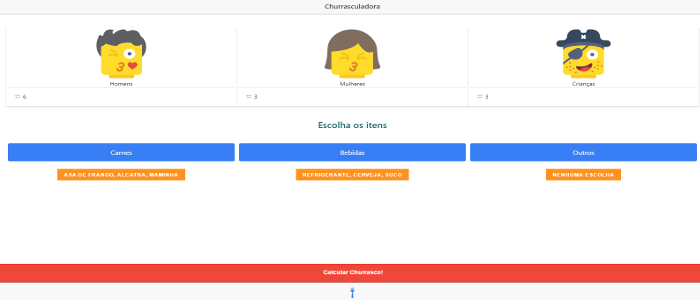 Churrasculadora
Homens
Mulheres
Crianças
6
3
3
Escolha os itens
Carnes
Bebidas
Outros
ASA DE FRANGO, ALCATRA, MAMINHA
REFRIGERANTE, CERVEJA, SUCO
NENHUMA ESCOLHA
Calcular Churrasco!